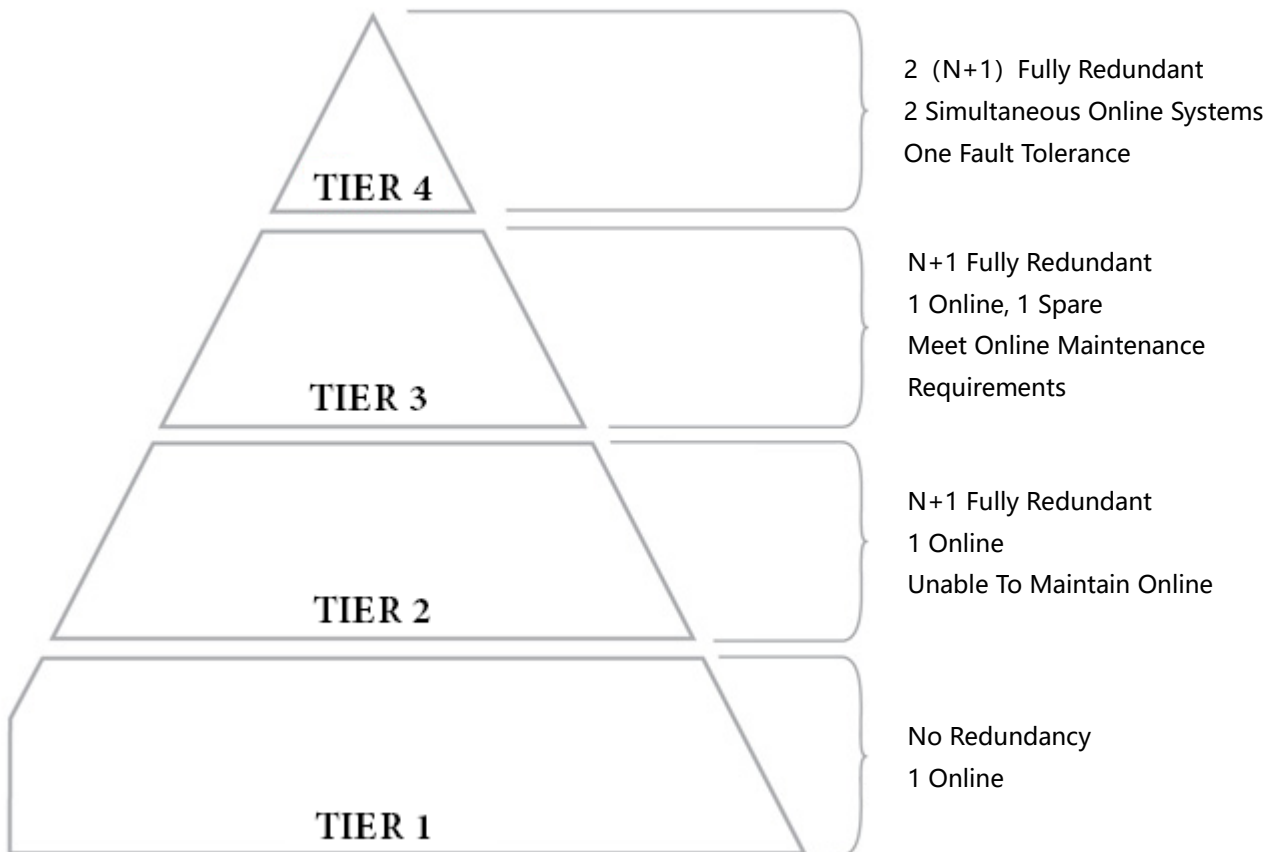 2（N+1）Fully Redundant
2 Simultaneous Online Systems
One Fault Tolerance
TIER 4
N+1 Fully Redundant
1 Online, 1 Spare
Meet Online Maintenance
Requirements
TIER 3
N+1 Fully Redundant
1 Online
Unable To Maintain Online
TIER 2
No Redundancy
1 Online
TIER 1